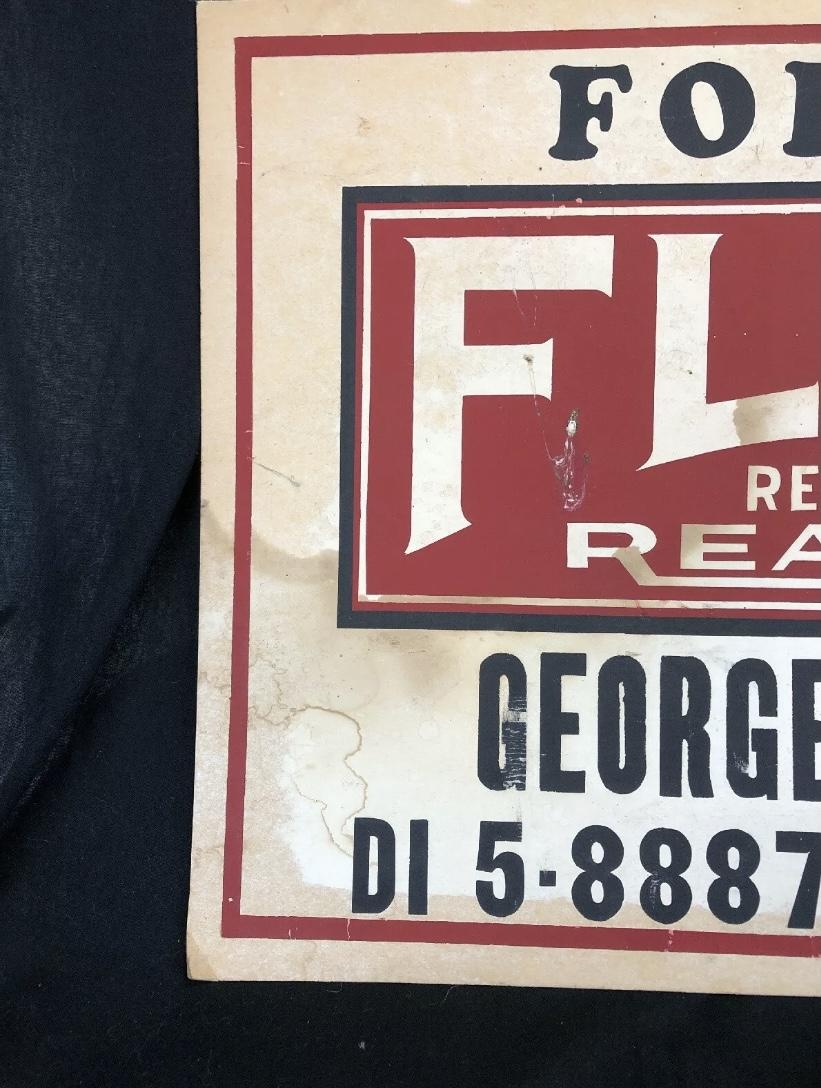 FO
FL
RE
REA
GEORGE
DI 5-8887